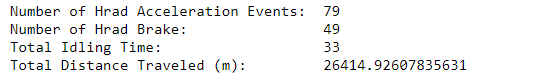 Number of Hrad Acceleration Events: 79
Number of Hrad Brake: 49
Total Idling Time: 33
Total Distance Traveled (m): 26414.92607835631